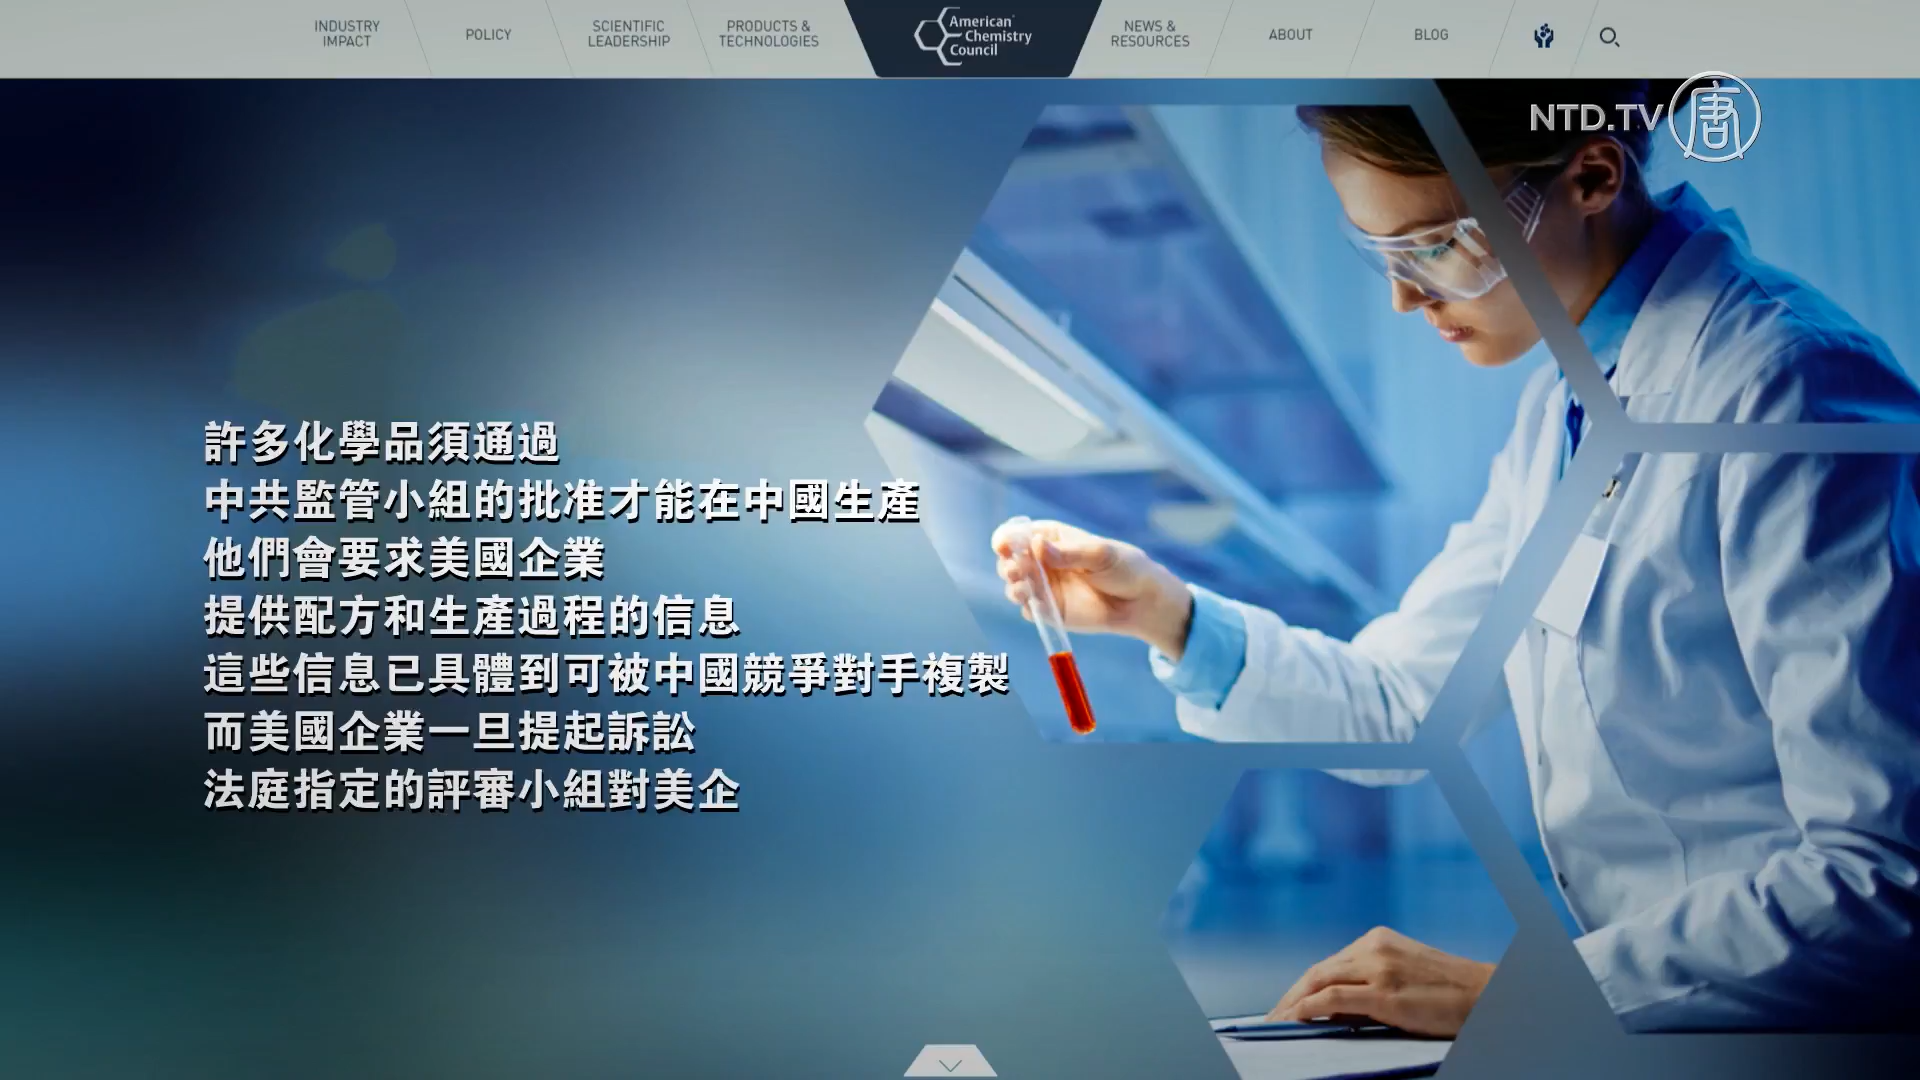 INDUSTRY
IMPACT
POLICY
SCIENTIFIC
LEADERSHIP
PRODUCTS &
TECHNOLOGIES
American
Chemistry
Council
NEWS &
RESOURCES
ABOUT
BLOG
NTD.TV 唐
許多化學品須通過
中共監管小組的批准才能在中國生產
他們會要求美國企業
提供配方和生產過程的信息
這些信息已具體到可被中國競爭對手複製
而美國企業一旦提起訴訟
法庭指定的評審小組對美企